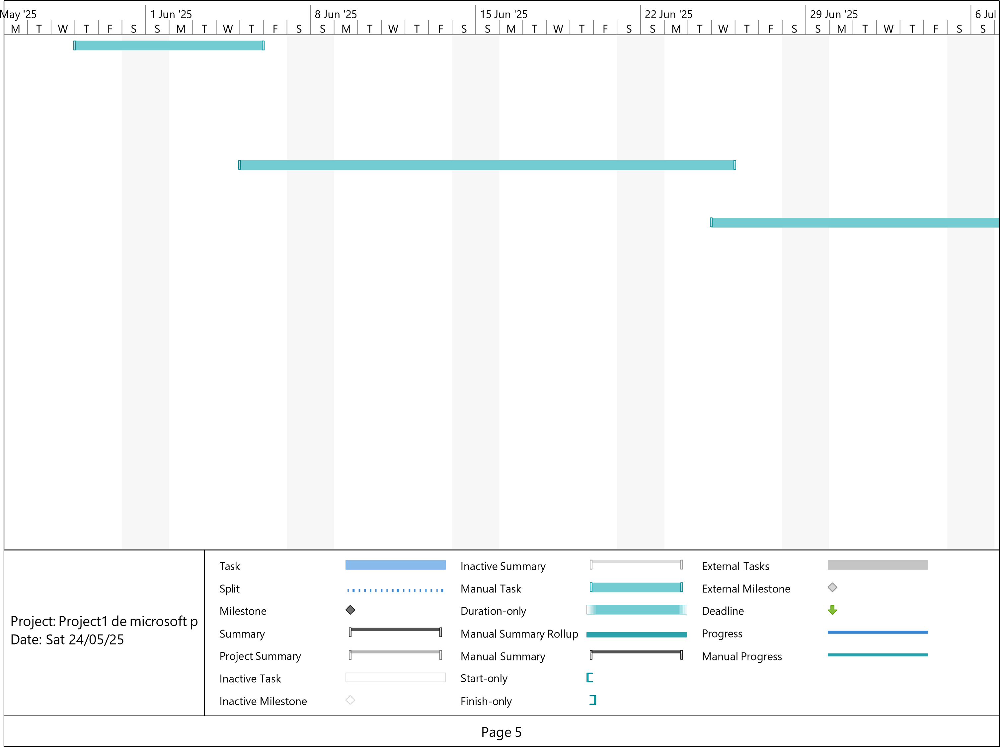 May '25 1 Jun '25 8 Jun '25 15 Jun '25 22 Jun '25 29 Jun '25 6 Jul
M T W T F S S M T W T F S S M T W T F S S M T W T F S S M T W T F S S M T W T F S S
Task Inactive Summary External Tasks
Split Manual Task External Milestone
Milestone Duration-only Deadline
Summary Manual Summary Rollup Progress
Project Summary Manual Summary Manual Progress
Inactive Task Start-only
Inactive Milestone Finish-only
Project: Project1 de microsoft p
Date: Sat 24/05/25
Page 5